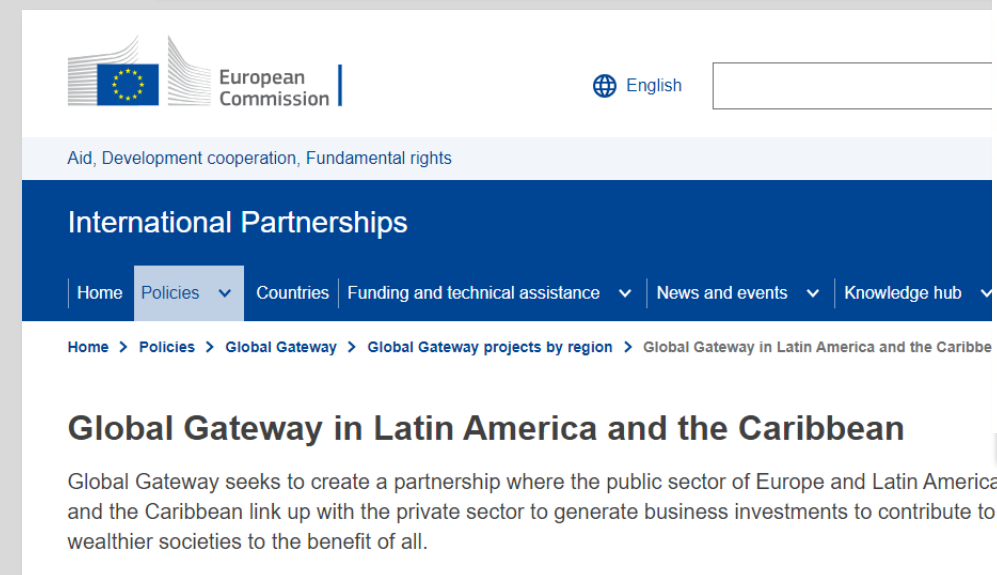 European
Commission
English
Aid, Development cooperation, Fundamental rights
International Partnerships
Home Policies Countries Funding and technical assistance News and events Knowledge hub
Home > Policies > Global Gateway > Global Gateway projects by region > Global Gateway in Latin America and the Caribbe
Global Gateway in Latin America and the Caribbean
Global Gateway seeks to create a partnership where the public sector of Europe and Latin America
and the Caribbean link up with the private sector to generate business investments to contribute to
wealthier societies to the benefit of all.